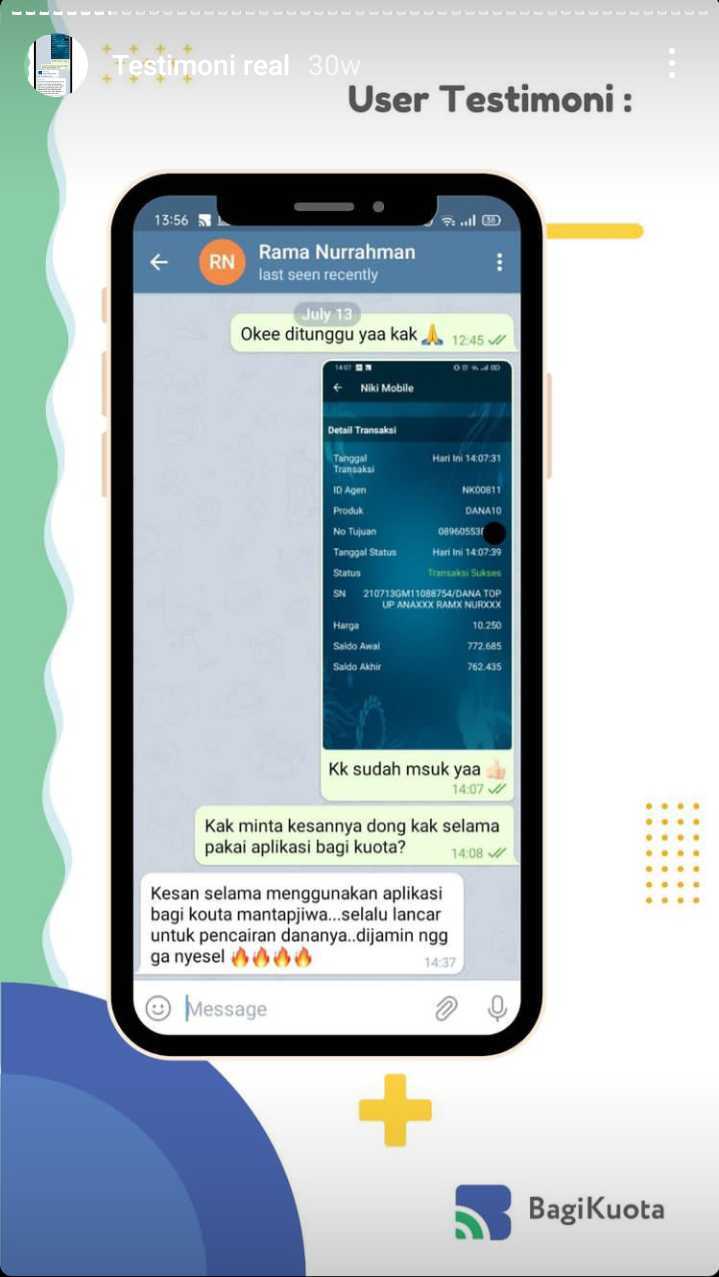 Testimoni real 30w
User Testimoni :
13:56
38
RN
Rama Nurrahman
last seen recently
July 13
Okee ditunggu yaa kak 🙏 12:45
14:07
Niki Mobile
Detail Transaksi
Tanggal Transaksi Hari Ini 14:07:31
ID Agen NK00811
Produk DANA10
No Tujuan 08960553
Tanggal Status Hari Ini 14:07:39
Status Transaksi Sukses
SN 210713GM11088754/DANA TOP
UP ANAXXX RAMX NURXXX
Harga 10.250
Saldo Awal 772.685
Saldo Akhir 762.435
Kk sudah msuk yaa 👍
14:07
Kak minta kesannya dong kak selama
pakai aplikasi bagi kuota? 14:08
Kesan selama menggunakan aplikasi
bagi kouta mantapjiwa...selalu lancar
untuk pencairan dananya..dijamin ngg
ga nyesel 🔥🔥🔥🔥 14:37
Message
BagiKuota